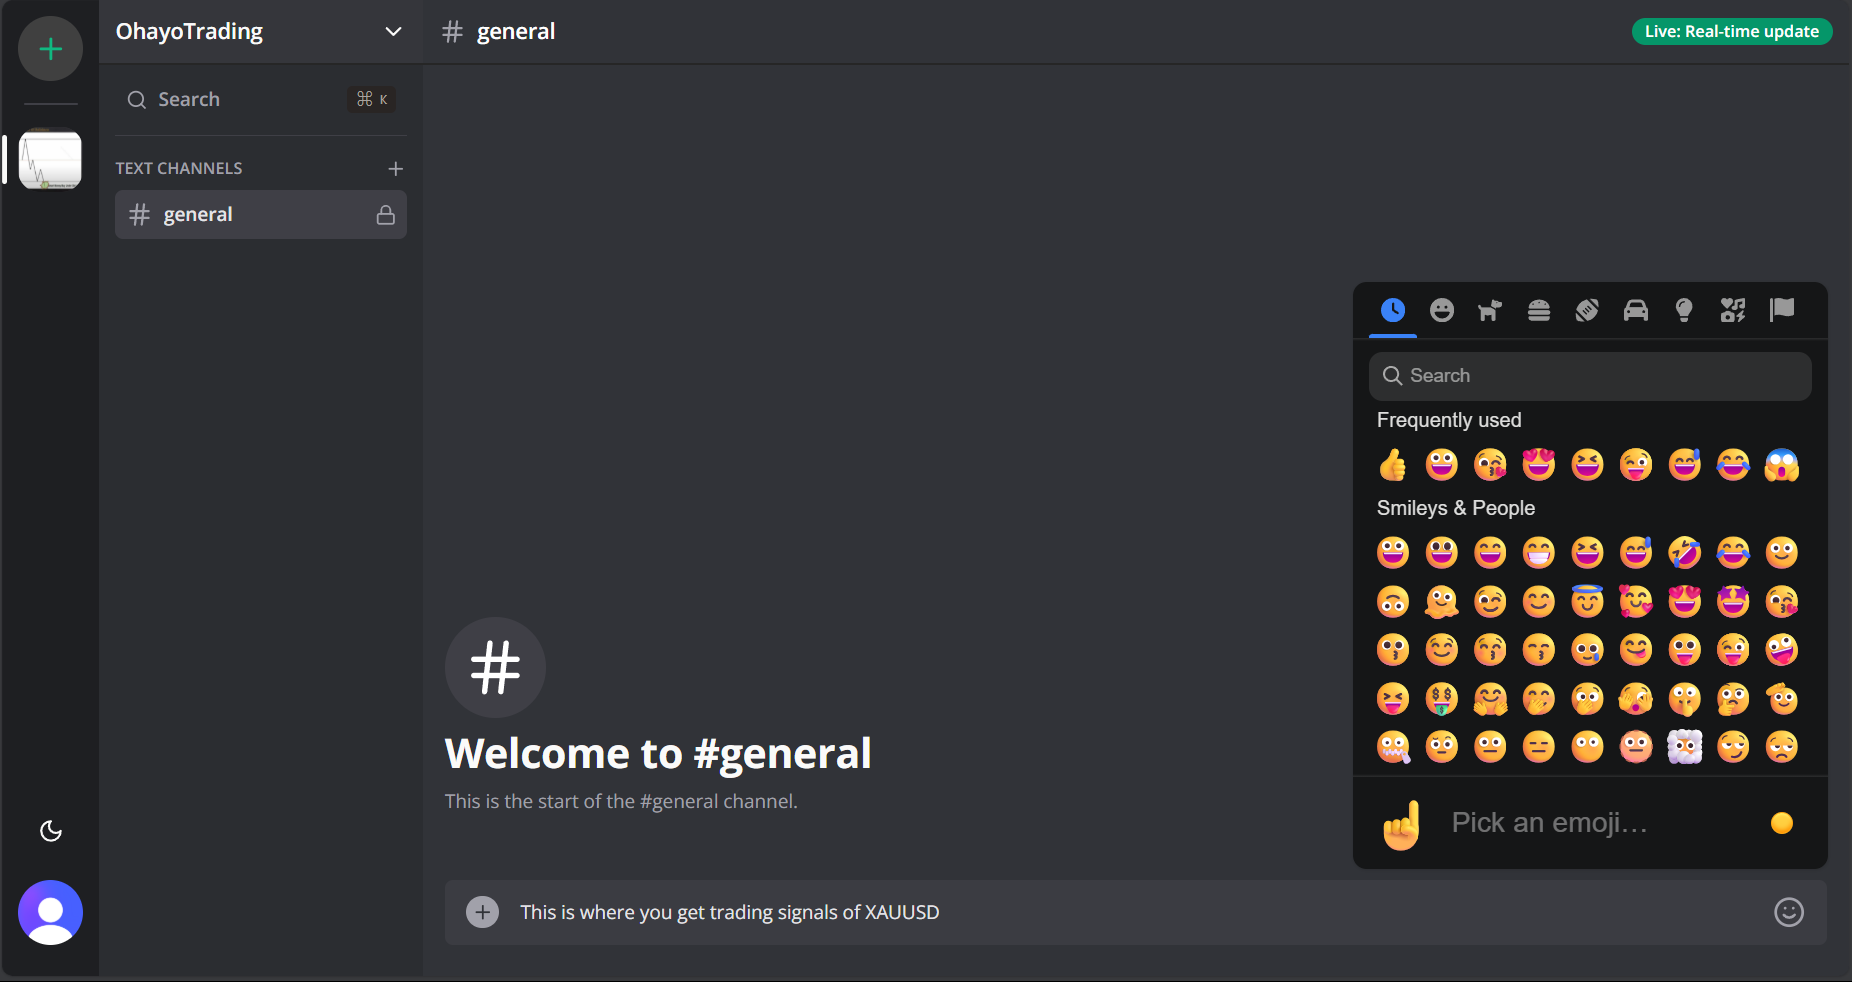 OhayoTrading
# general
Live: Real-time update
Search
⌘ K
TEXT CHANNELS
# general
Search
Frequently used
Smileys & People
Pick an emoji…
#
Welcome to #general
This is the start of the #general channel.
This is where you get trading signals of XAUUSD